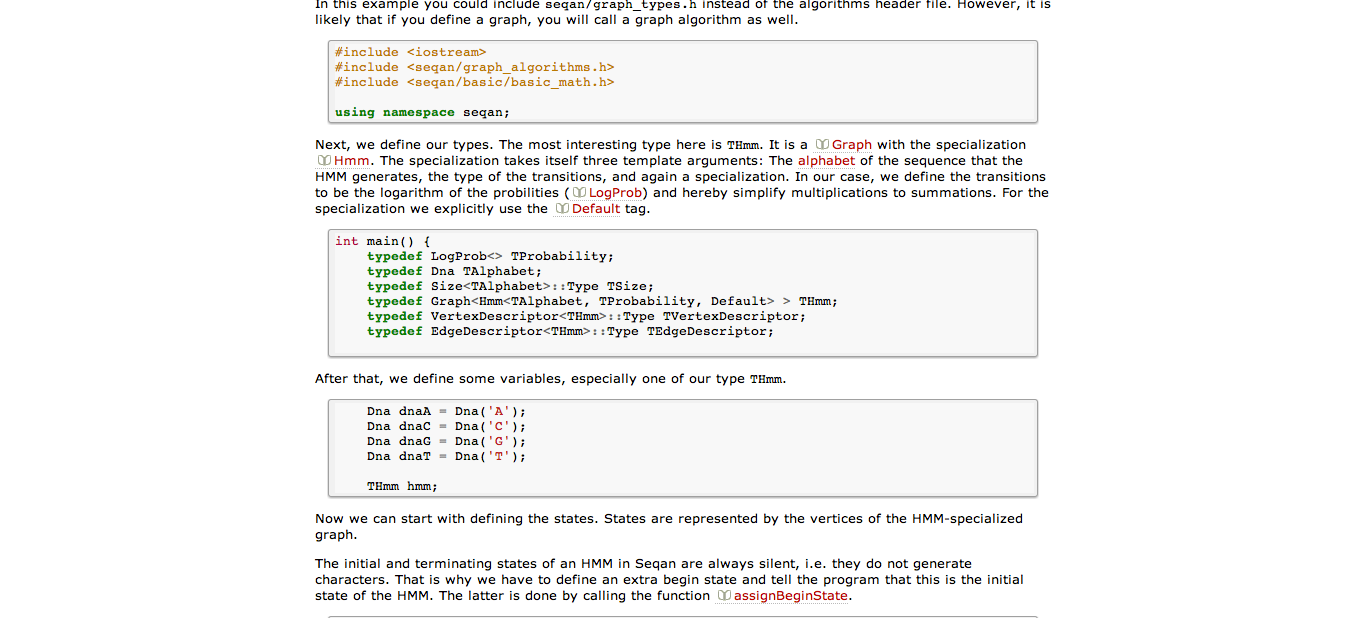 In this example you could include seqan/graph_types.h instead of the algorithms header file. However, it is
likely that if you define a graph, you will call a graph algorithm as well.
#include <iostream>
#include <seqan/graph_algorithms.h>
#include <seqan/basic/basic_math.h>
using namespace seqan;
Next, we define our types. The most interesting type here is THmm. It is a Graph with the specialization
Hmm. The specialization takes itself three template arguments: The alphabet of the sequence that the
HMM generates, the type of the transitions, and again a specialization. In our case, we define the transitions
to be the logarithm of the probilities (LogProb) and hereby simplify multiplications to summations. For the
specialization we explicitly use the Default tag.
int main() {
typedef LogProb<> TProbability;
typedef Dna TAlphabet;
typedef Size<TAlphabet>::Type TSize;
typedef Graph<Hmm<TAlphabet, TProbability, Default> > THmm;
typedef VertexDescriptor<THmm>::Type TVertexDescriptor;
typedef EdgeDescriptor<THmm>::Type TEdgeDescriptor;
After that, we define some variables, especially one of our type THmm.
Dna dnaA = Dna('A');
Dna dnaC = Dna('C');
Dna dnaG = Dna('G');
Dna dnaT = Dna('T');
THmm hmm;
Now we can start with defining the states. States are represented by the vertices of the HMM-specialized
graph.
The initial and terminating states of an HMM in Seqan are always silent, i.e. they do not generate
characters. That is why we have to define an extra begin state and tell the program that this is the initial
state of the HMM. The latter is done by calling the function assignBeginState.